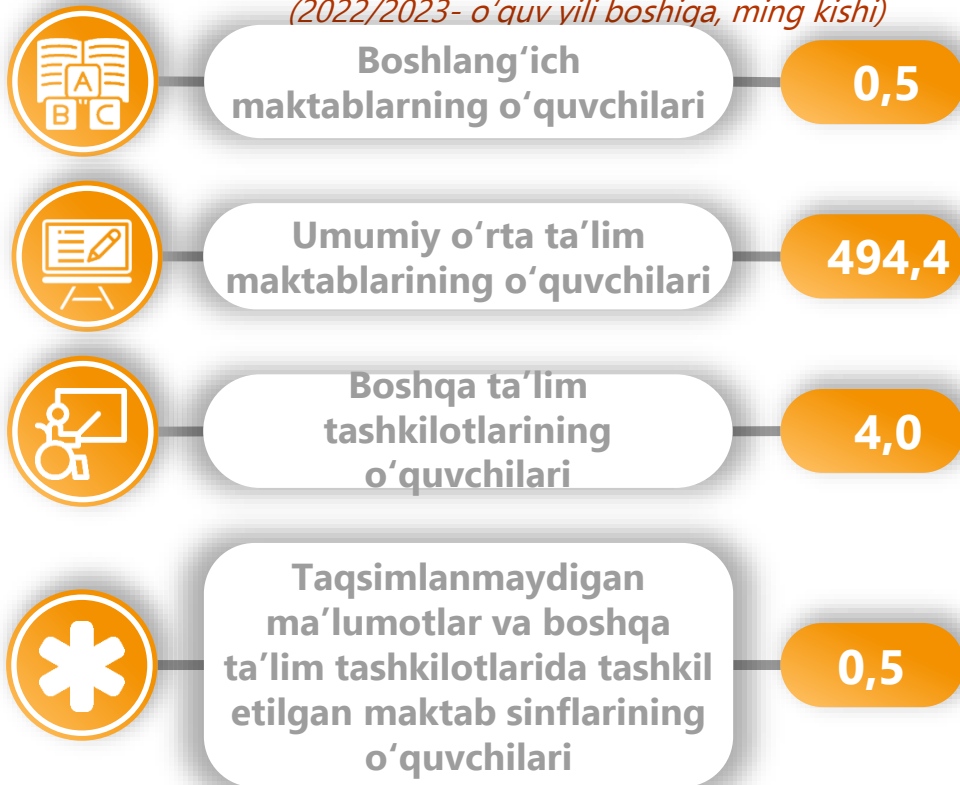 (2022/2023- o‘quv yili boshiga, ming kishi)
Boshlang‘ich
maktablarning o‘quvchilari
0,5
Umumiy o‘rta ta’lim
maktablarining o‘quvchilari
494,4
Boshqa ta’lim
tashkilotlarining
o‘quvchilari
4,0
Taqsimlanmaydigan
ma’lumotlar va boshqa
ta’lim tashkilotlarida tashkil
etilgan maktab sinflarining
o‘quvchilari
0,5
A
B C